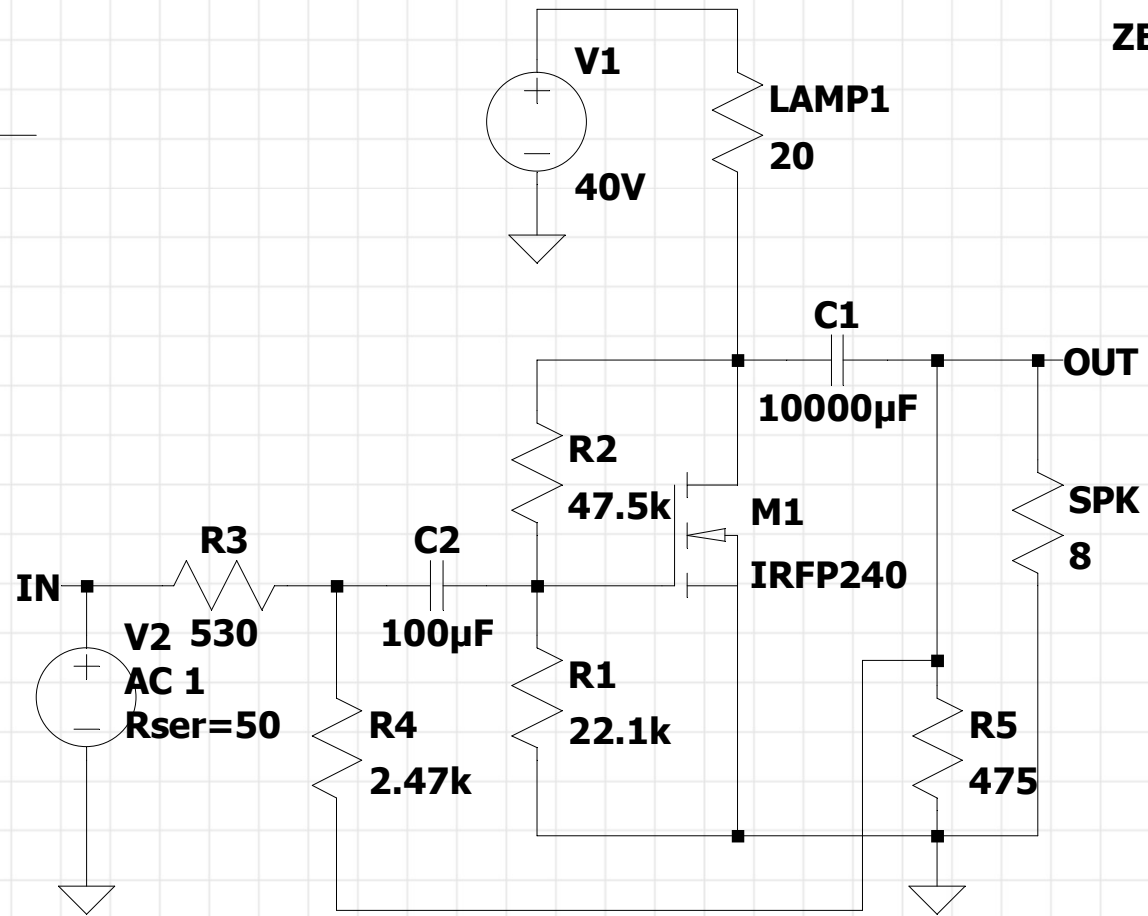 ZE
V1
LAMP1
20
40V
C1
OUT
10000µF
R2
47.5k
SPK
8
M1
IRFP240
R3
C2
IN
530
100µF
V2
AC 1
Rser=50
R1
22.1k
R4
2.47k
R5
475